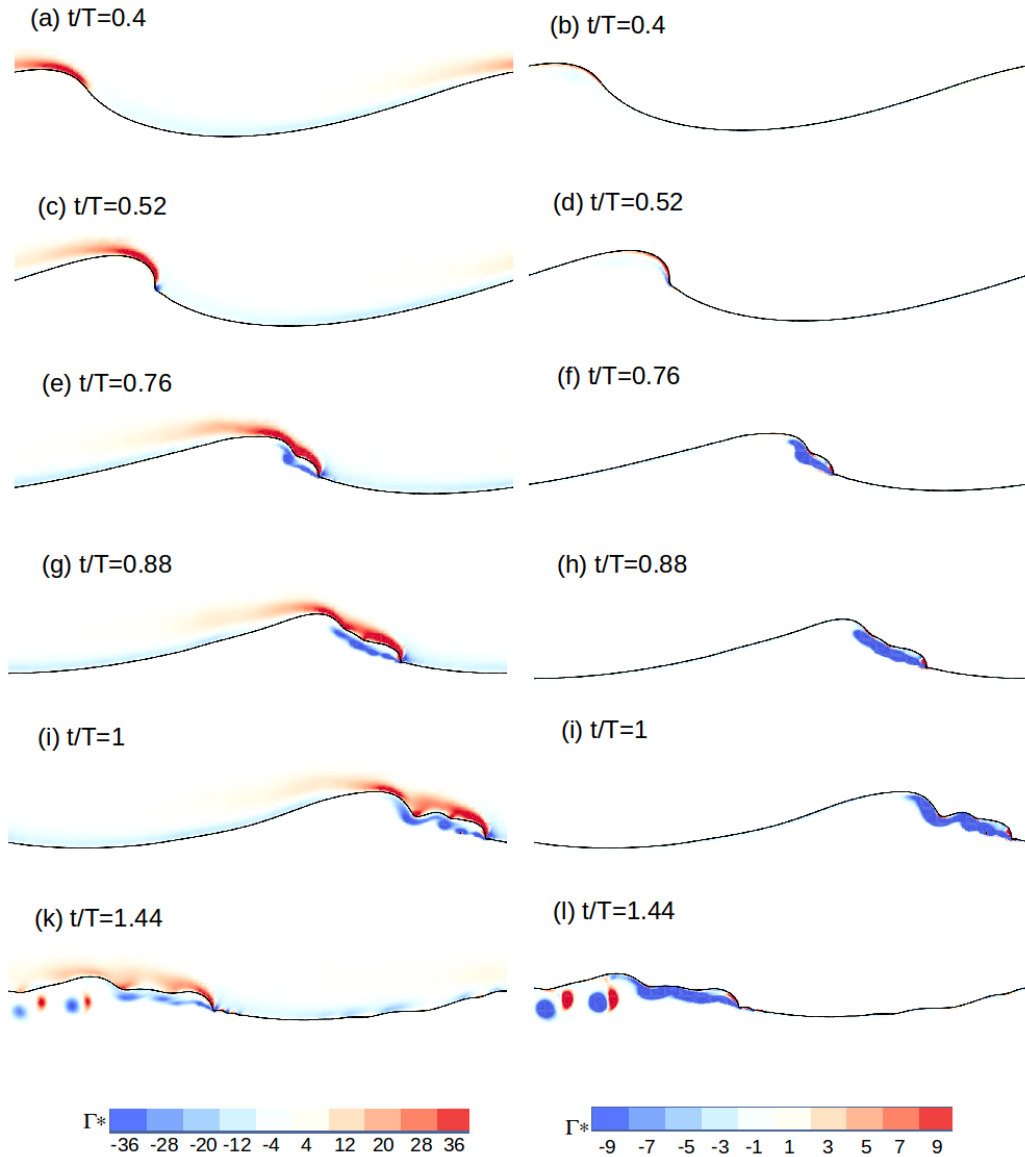 (a) t/T=0.4
(b) t/T=0.4
(c) t/T=0.52
(d) t/T=0.52
(e) t/T=0.76
(f) t/T=0.76
(g) t/T=0.88
(h) t/T=0.88
(i) t/T=1
(i) t/T=1
(k) t/T=1.44
(l) t/T=1.44
Γ* -36 -28 -20 -12 -4 4 12 20 28 36
Γ* -9 -7 -5 -3 -1 1 3 5 7 9